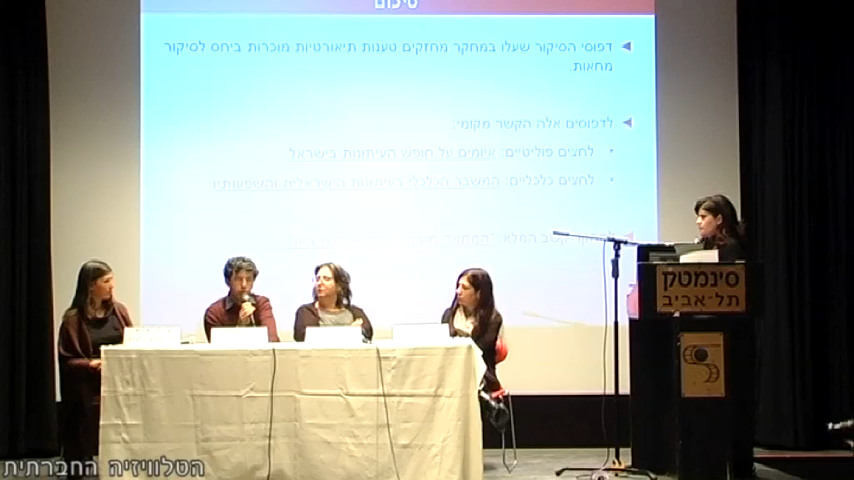 סיכום
דפוסי הסיקור שעלו במחקר מחזקים טענות תיאורטיות מוכרות ביחס לסיקור
מחאות.
לדפוסים אלה הקשר מקומי:
לחצים פוליטיים: איומים על חופש העיתונות בישראל
לחצים כלכליים: המשבר הכלכלי בעיתונות הישראלית והשפעותיו
סינמטק
תל-אביב
הטלוויזיה החברתית